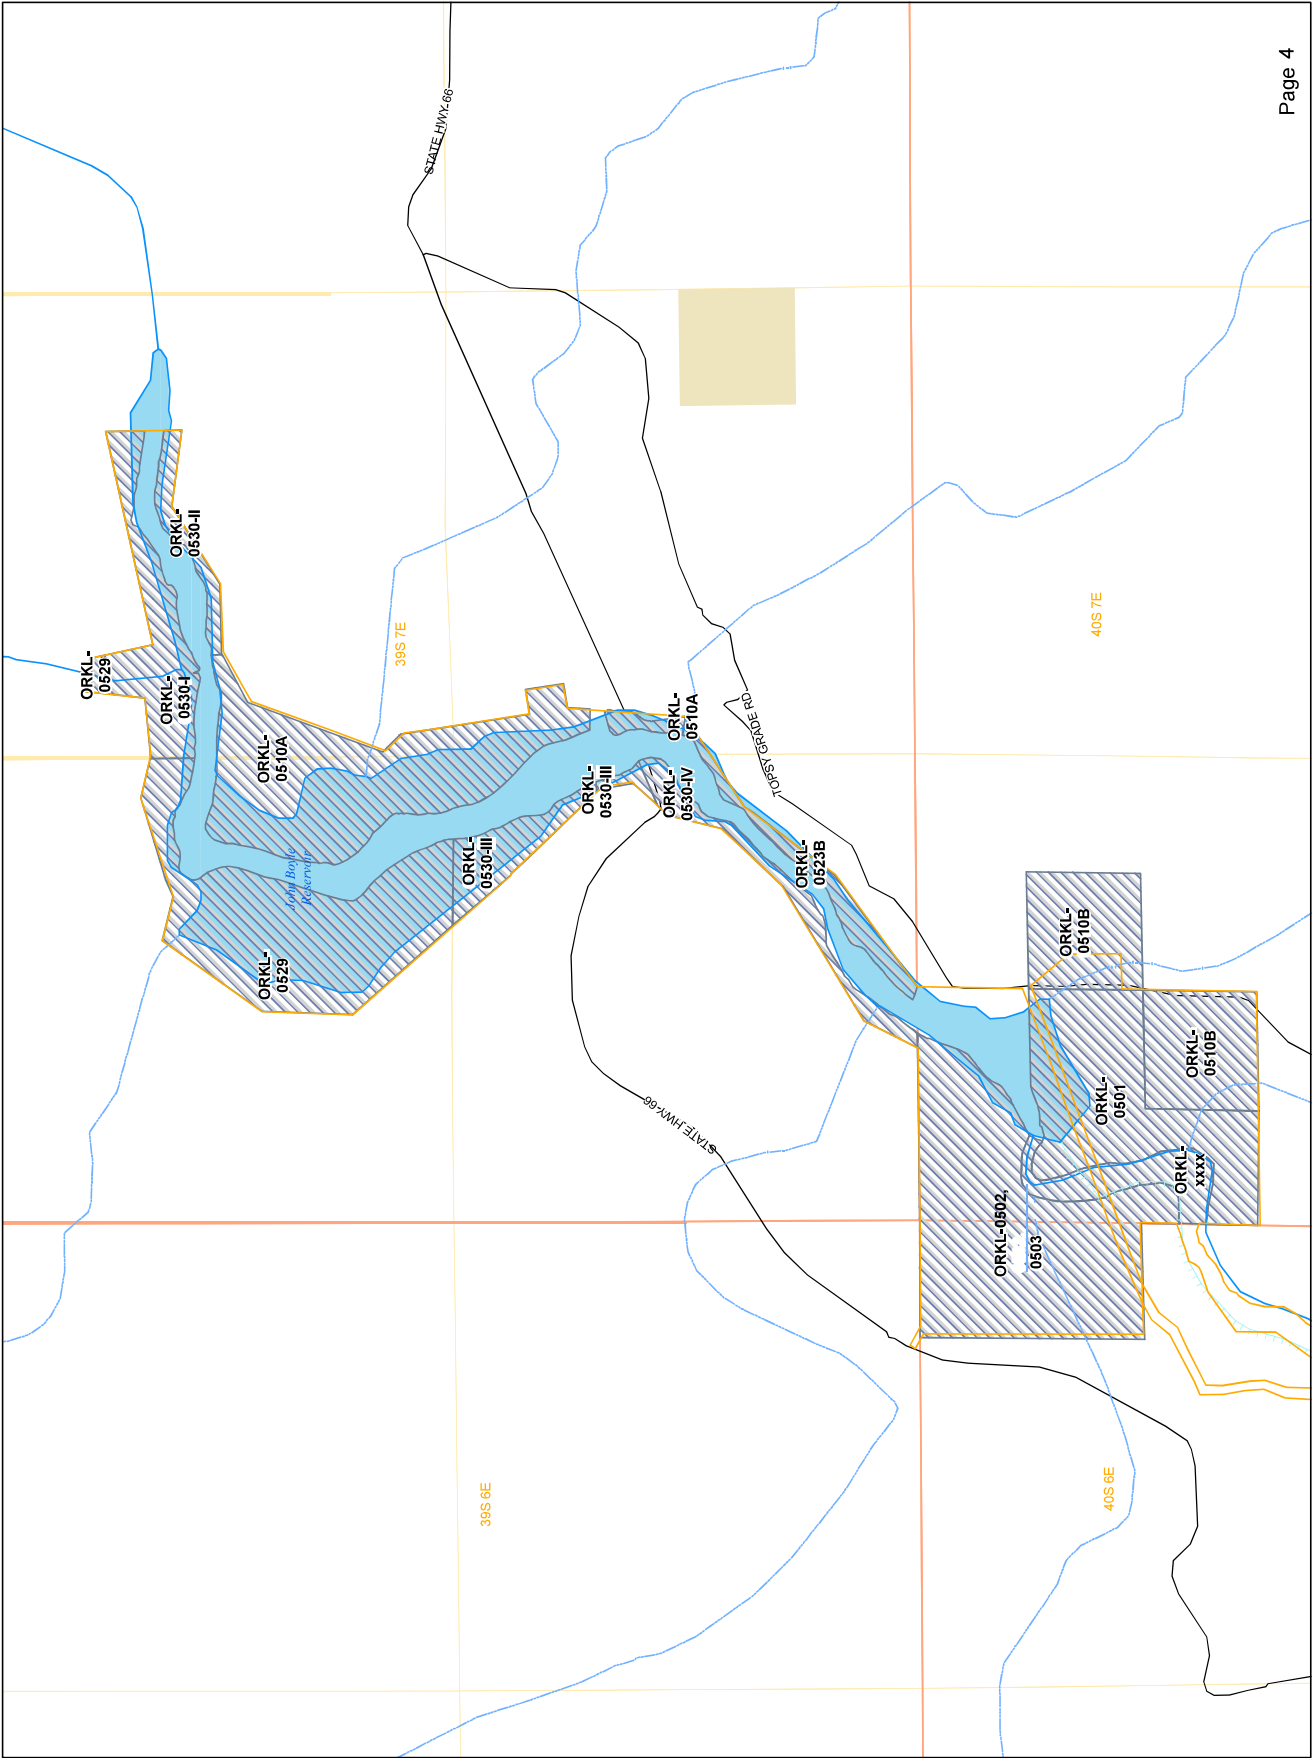 Page 4
STATE HWY 66
ORKL-
0530-II
ORKL-
0529
ORKL-
0530-I
39S 7E
40S 7E
ORKL-
0510A
ORKL-
0510A
TOPSY GRADE RD
ORKL-
0530-III
ORKL-
0530-IV
John Boyle
Reservoir
ORKL-
0530-III
ORKL-
0523B
ORKL-
0529
ORKL-
0510B
ORKL-
0510B
ORKL-
0501
STATE HWY 66
ORKL-
xxxx
ORKL-0502,
0503
39S 6E
40S 6E